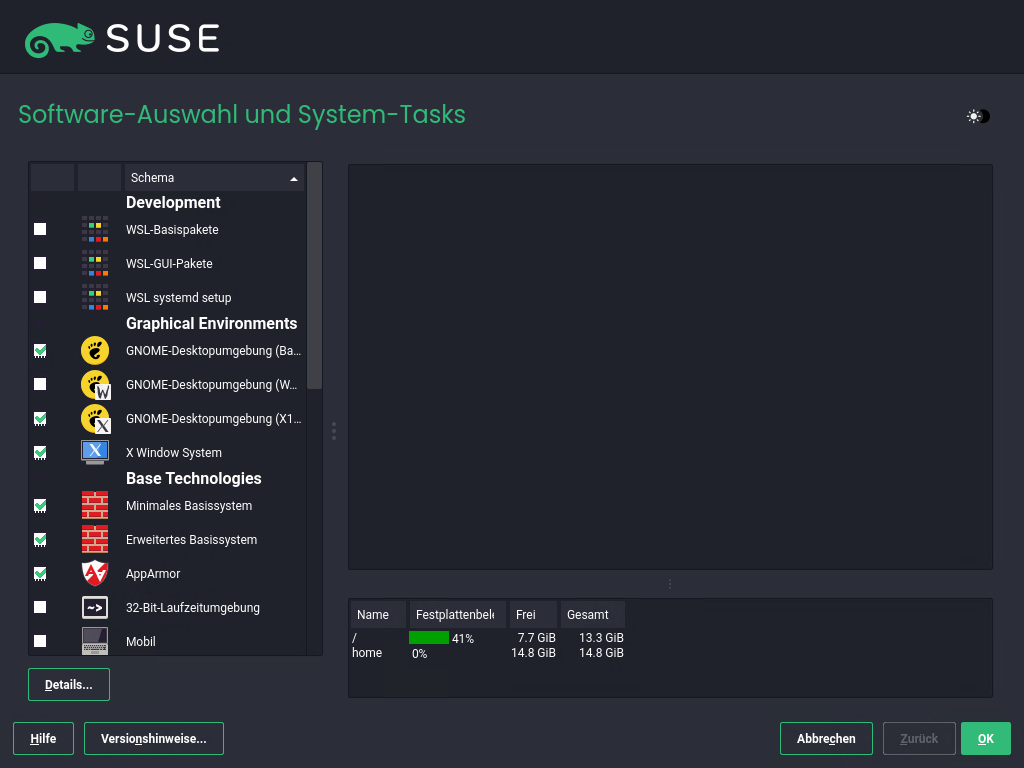 SUSE
Software-Auswahl und System-Tasks
Schema
Development
WSL-Basispakete
WSL-GUI-Pakete
WSL systemd setup
Graphical Environments
GNOME-Desktopumgebung (Ba...
GNOME-Desktopumgebung (W...
GNOME-Desktopumgebung (X1...
X Window System
Base Technologies
Minimales Basissystem
Erweitertes Basissystem
AppArmor
32-Bit-Laufzeitumgebung
Mobil
Name Festplattenbele Frei Gesamt
/ 41% 7.7 GiB 13.3 GiB
home 0% 14.8 GiB 14.8 GiB
Details...
Hilfe Versionshinweise... Abbrechen Zurück OK